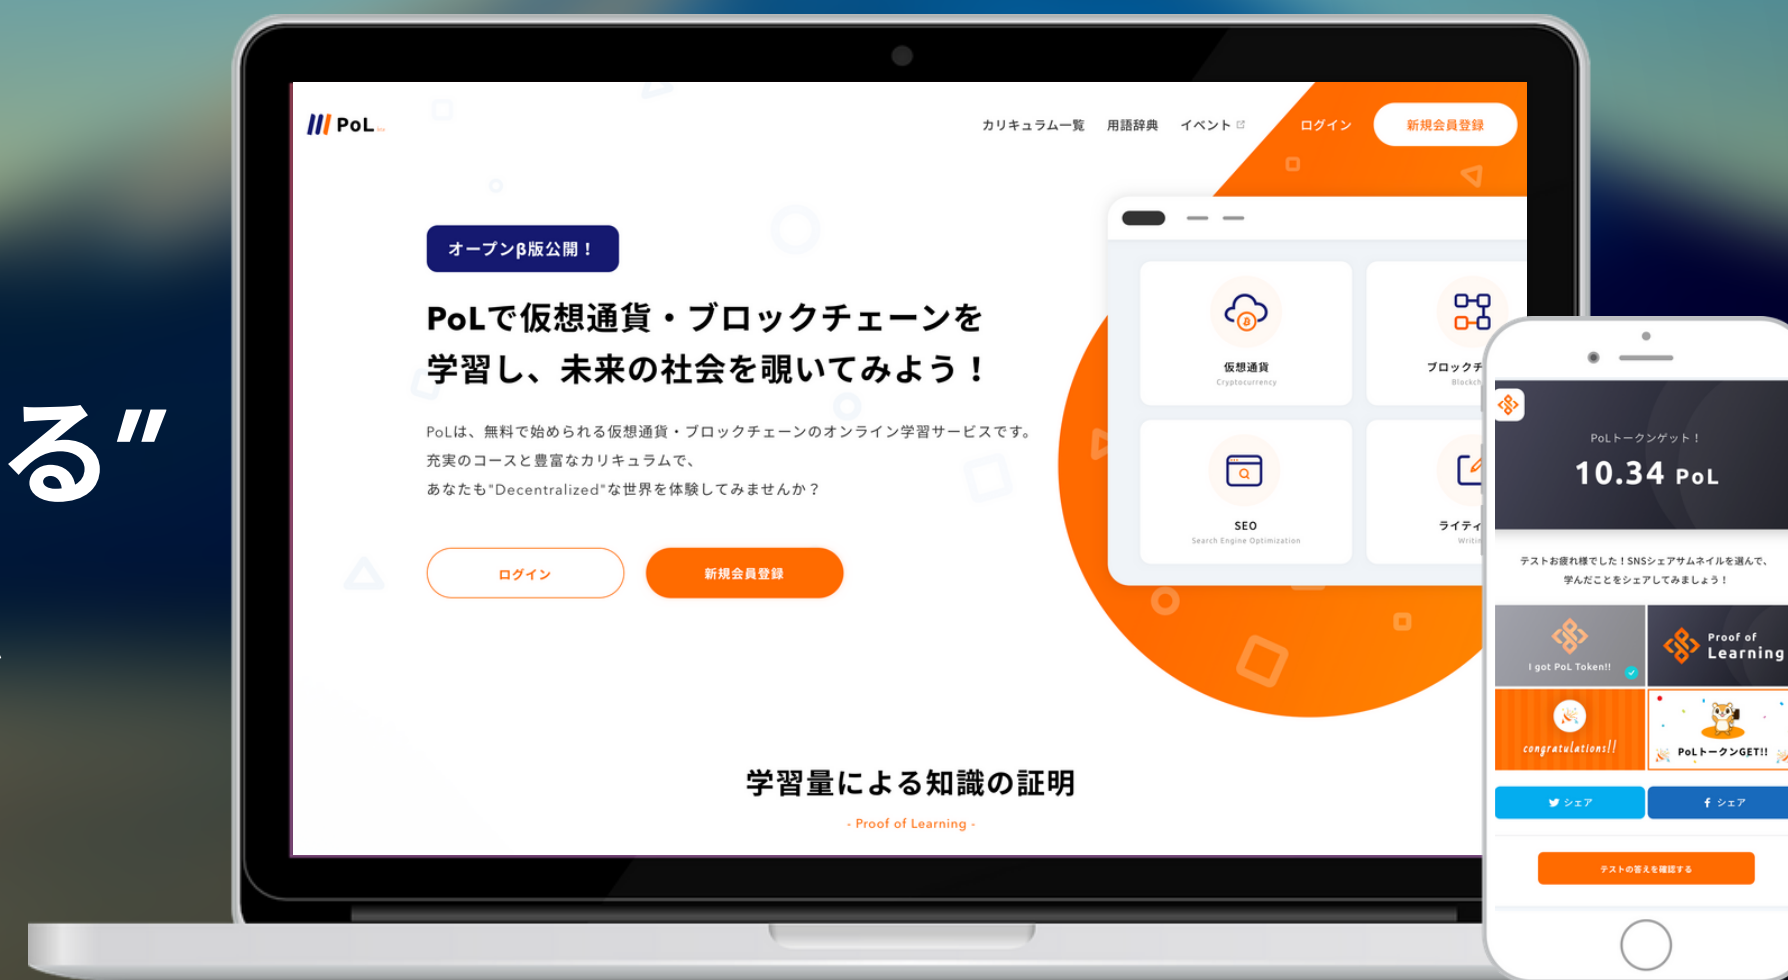 る”
PoL
カリキュラム一覧 用語辞典 イベント ログイン 新規会員登録
オープンβ版公開！
PoLで仮想通貨・ブロックチェーンを
学習し、未来の社会を覗いてみよう！
PoLは、無料で始められる仮想通貨・ブロックチェーンのオンライン学習サービスです。
充実のコースと豊富なカリキュラムで、
あなたも"Decentralized"な世界を体験してみませんか？
ログイン 新規会員登録
仮想通貨
Cryptocurrency
ブロックチ
Blockch
SEO
Search Engine Optimization
ライティ
Writin
学習量による知識の証明
- Proof of Learning -
PoLトークンゲット！
10.34 PoL
テストお疲れ様でした！SNSシェアサムネイルを選んで、
学んだことをシェアしてみましょう！
I got PoL Token!!
Proof of
Learning
congratulations!!
PoLトークンGET!!
シェア シェア
テストの答えを確認する